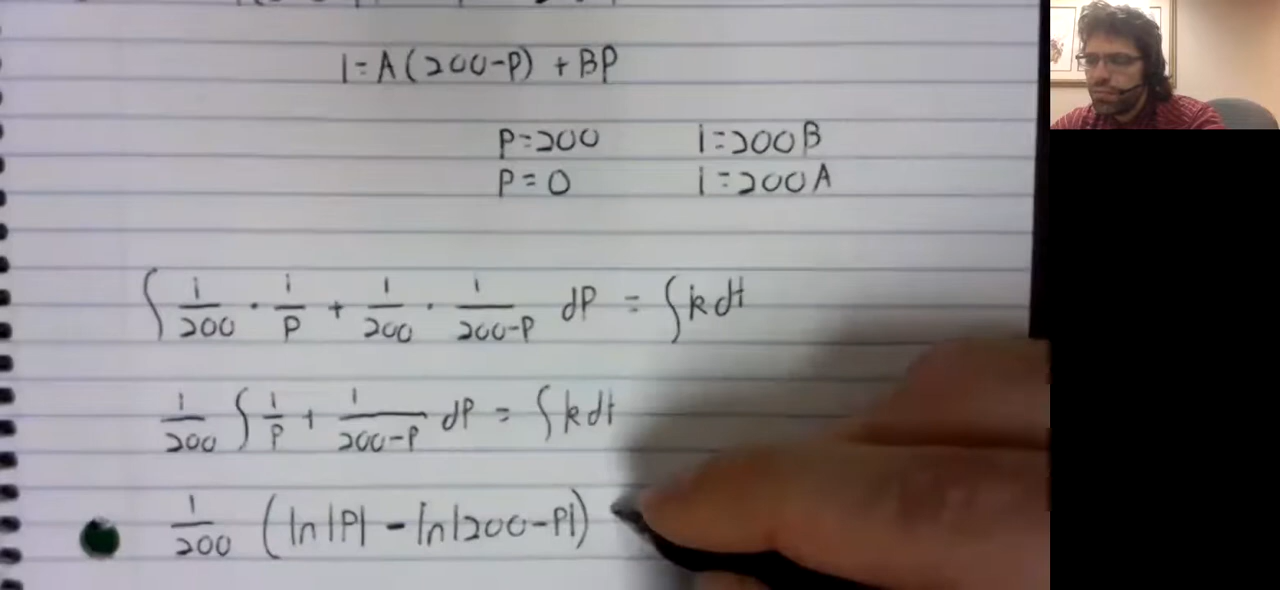 1 = A(200-P) + BP
P=200 1=200B
P=0 1=200A
∫ 1/200 · 1/P + 1/200 · 1/(200-P) dP = ∫k dt
1/200 ∫ 1/P + 1/(200-P) dP = ∫k dt
1/200 (ln|P| - ln|200-P|)